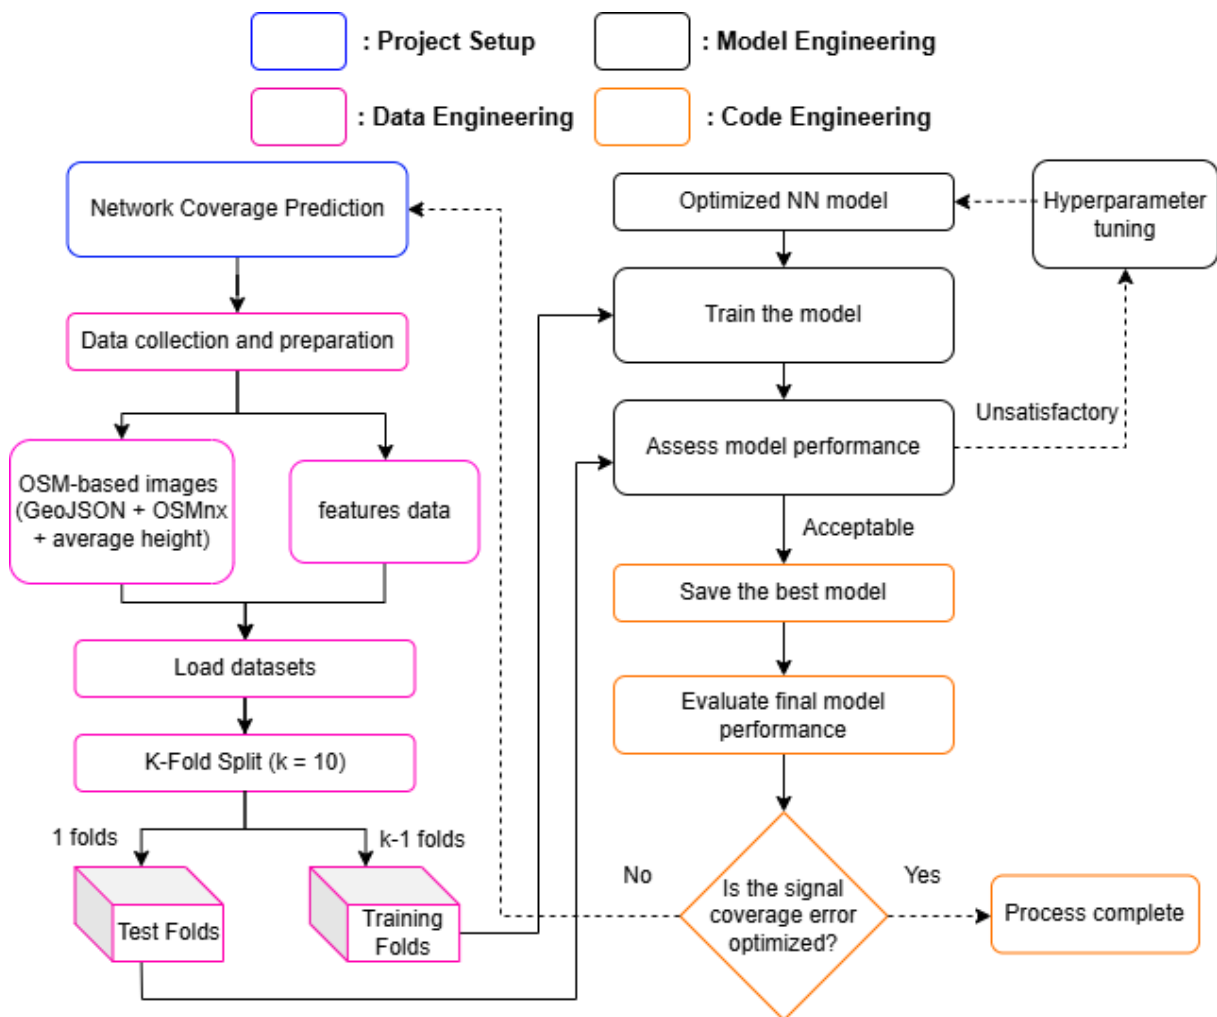 : Project Setup
: Model Engineering
: Data Engineering
: Code Engineering
Network Coverage Prediction
Data collection and preparation
OSM-based images
(GeoJSON + OSMnx
+ average height)
features data
Load datasets
K-Fold Split (k = 10)
1 folds
k-1 folds
Test Folds
Training
Folds
Optimized NN model
Hyperparameter
tuning
Train the model
Assess model performance
Unsatisfactory
Acceptable
Save the best model
Evaluate final model
performance
Is the signal
coverage error
optimized?
No
Yes
Process complete